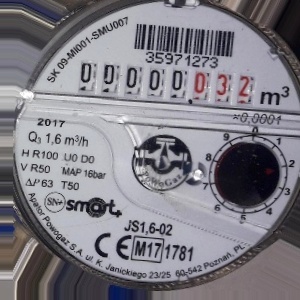 SK 09-MI001-SMU007
35971273
00000032 m³
×0,0001
2017
Q₃ 1,6 m³/h
H R100 U0 D0
V R50 MAP 16bar
ΔP 63 T50
SN+ smart+
JS1,6-02
CE M17 1781
Apator Powogaz S.A. ul. K. Janickiego 23/25 60-542 Poznań, PL